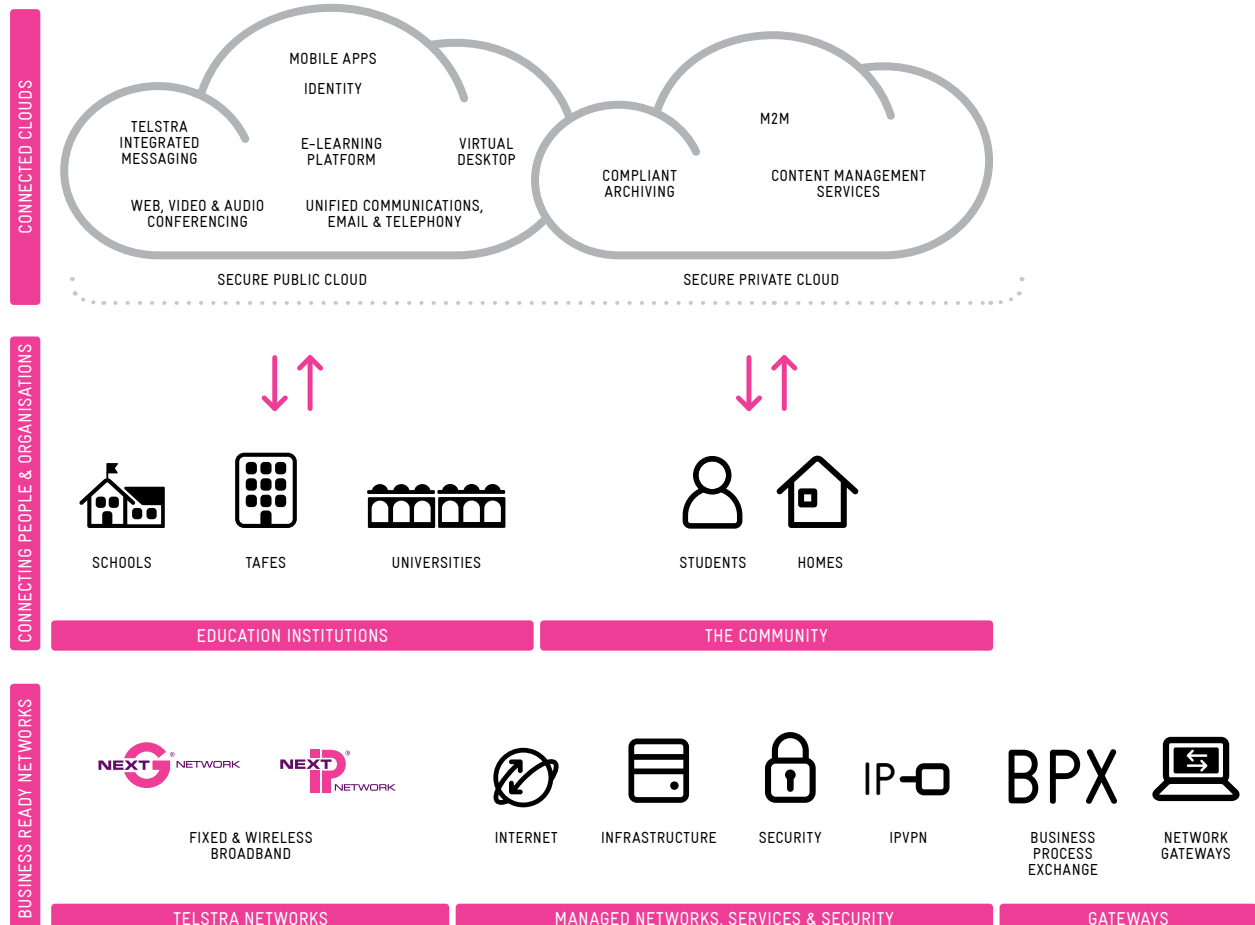 CONNECTED CLOUDS
MOBILE APPS
IDENTITY
TELSTRA
INTEGRATED
MESSAGING
E-LEARNING
PLATFORM
VIRTUAL
DESKTOP
WEB, VIDEO & AUDIO
CONFERENCING
UNIFIED COMMUNICATIONS,
EMAIL & TELEPHONY
M2M
COMPLIANT
ARCHIVING
CONTENT MANAGEMENT
SERVICES
SECURE PUBLIC CLOUD
SECURE PRIVATE CLOUD
CONNECTING PEOPLE & ORGANISATIONS
SCHOOLS
TAFES
UNIVERSITIES
STUDENTS
HOMES
EDUCATION INSTITUTIONS
THE COMMUNITY
BUSINESS READY NETWORKS
NEXT G® NETWORK
NEXT IP® NETWORK
FIXED & WIRELESS
BROADBAND
INTERNET
INFRASTRUCTURE
SECURITY
IP
IPVPN
BPX
BUSINESS
PROCESS
EXCHANGE
NETWORK
GATEWAYS
TELSTRA NETWORKS
MANAGED NETWORKS, SERVICES & SECURITY
GATEWAYS